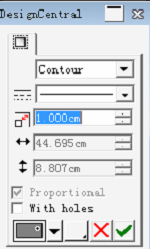 DesignCentral
Contour
1.000cm
44.695cm
8.807cm
Proportional
With holes